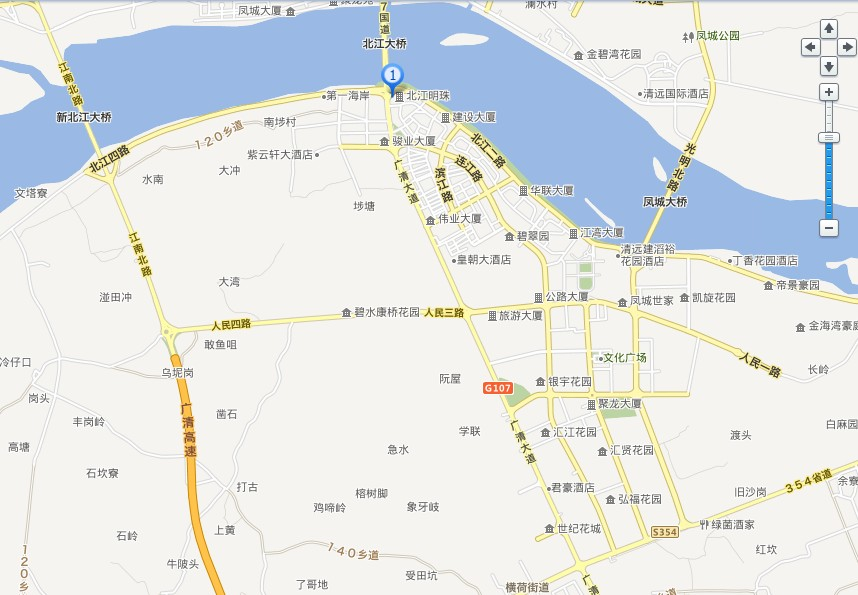 凤城大厦
7
国
道
澜水村
北江大桥
凤凰公园
金碧湾花园
江
南
北
路
清远国际酒店
1
第一海岸
北江明珠
新北江大桥
南埗村
建设大厦
120乡道
骏业大厦
北江二路
光
明
北
路
北江四路
紫云轩大酒店
连江路
广
清
大
道
滨
江
路
大冲
水南
文塔寮
华联大厦
凤城大桥
埗塘
伟业大厦
碧翠园
江湾大厦
江
南
北
路
清远建滔裕
花园酒店
皇朝大酒店
丁香花园酒店
大湾
帝景豪园
湴田冲
公路大厦
凤城世家
凯旋花园
碧水康桥花园
人民三路
旅游大厦
人民四路
金海湾豪庭
敢鱼咀
文化广场
人民一路
冷仔口
乌坭岗
长岭
阮屋
银宇花园
G107
岗头
广
清
高
速
聚龙大厦
凿石
丰岗岭
广
清
大
道
学联
汇江花园
渡头
白麻园
高塘
急水
汇贤花园
石坎寮
354省道
余寮
打古
榕树脚
君豪酒店
弘福花园
旧沙岗
鸡啼岭
象牙岐
上黄
世纪花城
S354
绿茵酒家
石岭
140乡道
红坎
120
乡
道
牛陂头
受田坑
了哥地
横荷街道
广
清